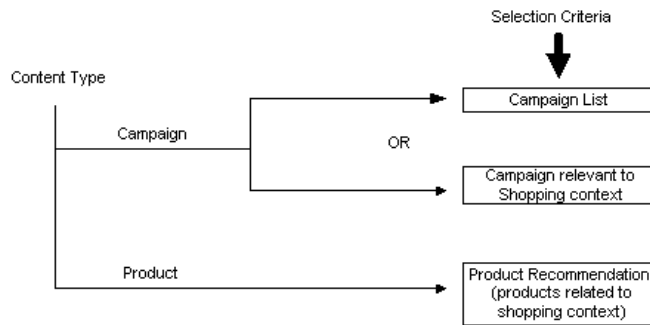 Selection Criteria
Content Type
Campaign List
Campaign
OR
Campaign relevant to
Shopping context
Product
Product Recommendation
(products related to
shopping context)